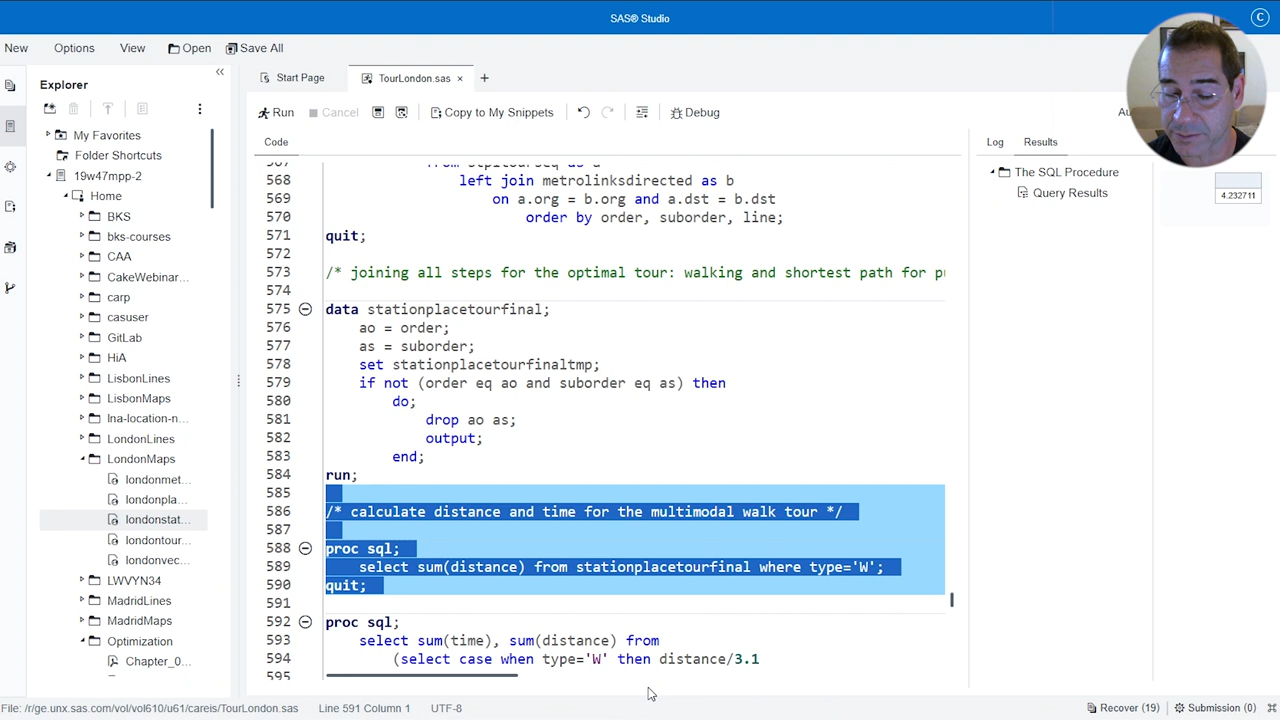 SAS® Studio
C
New Options View Open Save All
Explorer
Start Page TourLondon.sas × +
Run Cancel Copy to My Snippets Debug Au
Code
Log Results
My Favorites
Folder Shortcuts
19w47mpp-2
Home
BKS
bks-courses
CAA
CakeWebinar...
carp
casuser
GitLab
HiA
LisbonLines
LisbonMaps
lna-location-n...
LondonLines
LondonMaps
londonmet...
londonpla...
londonstat...
londontour...
londonvec...
LWVYN34
MadridLines
MadridMaps
Optimization
Chapter_0...
567 from stpitourseq as a
568 left join metrolinksdirected as b
569 on a.org = b.org and a.dst = b.dst
570 order by order, suborder, line;
571 quit;
572
573 /* joining all steps for the optimal tour: walking and shortest path for p
574
575 data stationplacetourfinal;
576 ao = order;
577 as = suborder;
578 set stationplacetourfinaltmp;
579 if not (order eq ao and suborder eq as) then
580 do;
581 drop ao as;
582 output;
583 end;
584 run;
585
586 /* calculate distance and time for the multimodal walk tour */
587
588 proc sql;
589 select sum(distance) from stationplacetourfinal where type='W';
590 quit;
591
592 proc sql;
593 select sum(time), sum(distance) from
594 (select case when type='W' then distance/3.1
595
The SQL Procedure
Query Results
4.232711
File: /r/ge.unx.sas.com/vol/vol610/u61/careis/TourLondon.sas Line 591 Column 1 UTF-8
Recover (19) Submission (0)